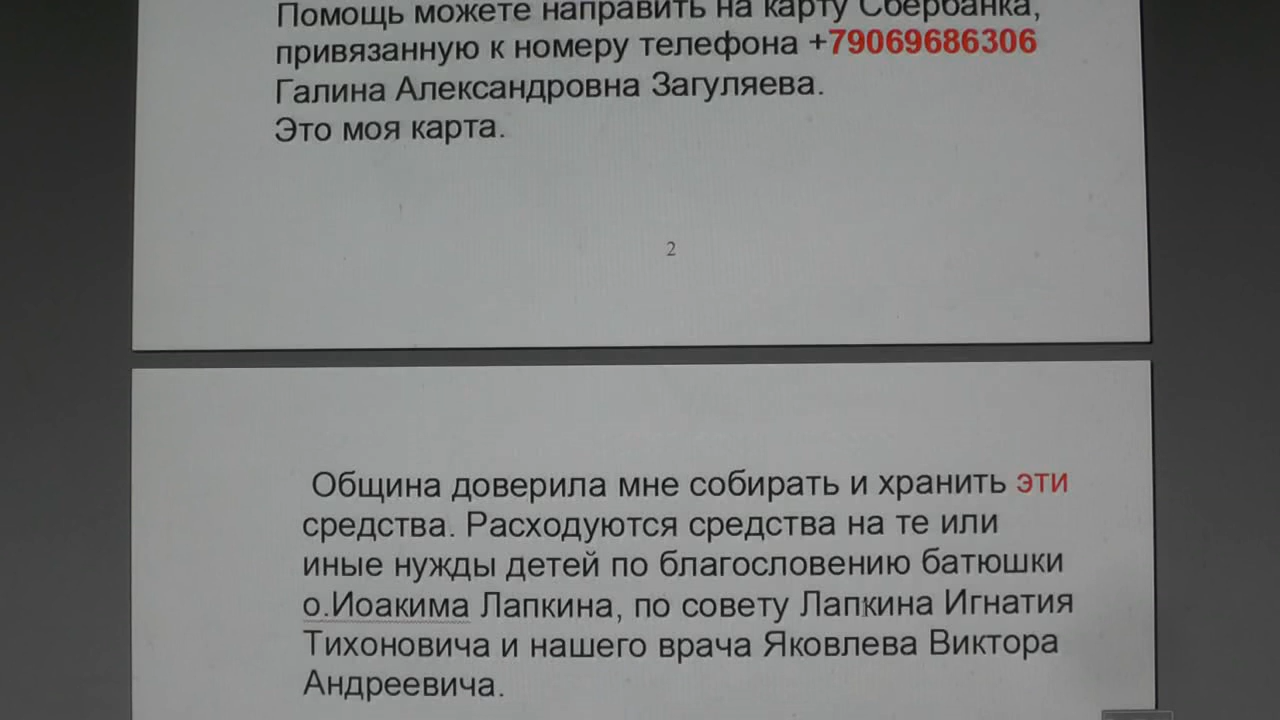 Помощь можете направить на карту Сбербанка,
привязанную к номеру телефона +79069686306
Галина Александровна Загуляева.
Это моя карта.
2
Община доверила мне собирать и хранить эти
средства. Расходуются средства на те или
иные нужды детей по благословению батюшки
о.Иоакима Лапкина, по совету Лапкина Игнатия
Тихоновича и нашего врача Яковлева Виктора
Андреевича.